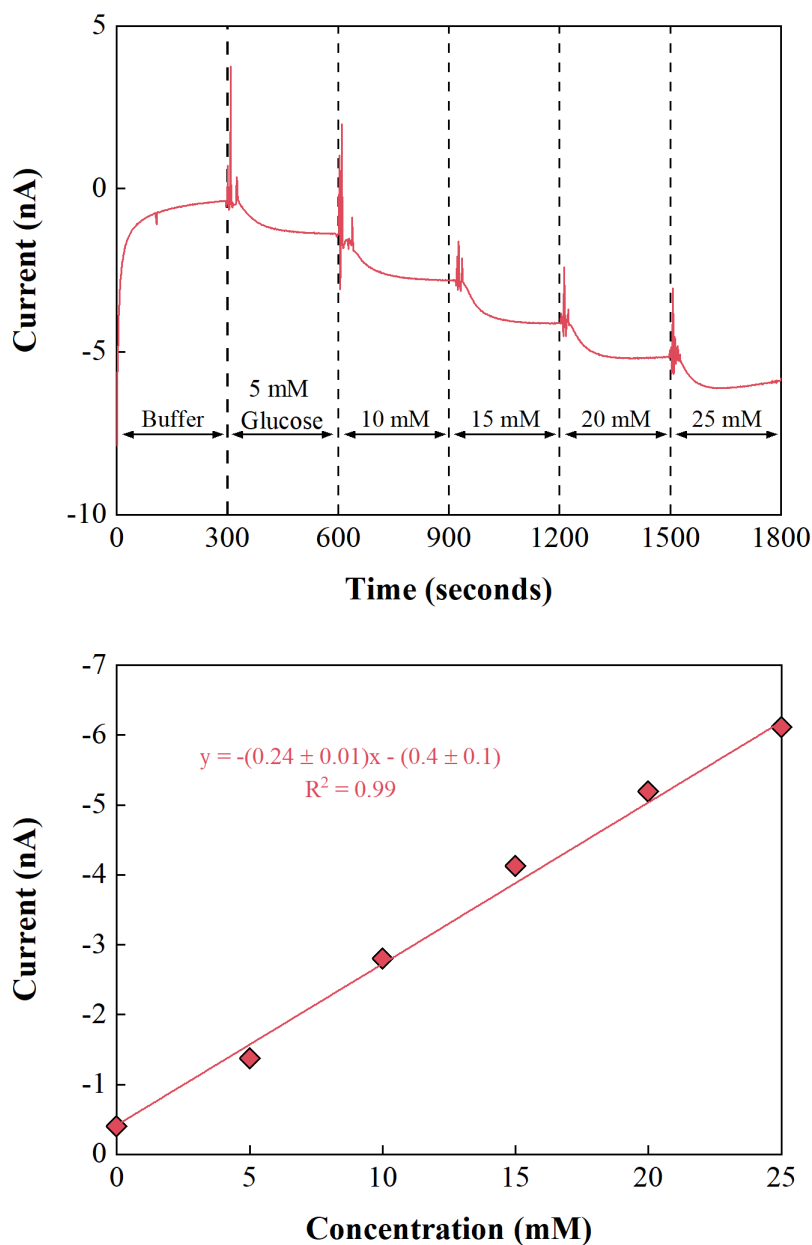 5
0
-5
-10
Current (nA)
Buffer
5 mM
Glucose
10 mM
15 mM
20 mM
25 mM
0
300
600
900
1200
1500
1800
Time (seconds)
-7
-6
-5
-4
-3
-2
-1
0
Current (nA)
y = -(0.24 ± 0.01)x - (0.4 ± 0.1)
R² = 0.99
0
5
10
15
20
25
Concentration (mM)